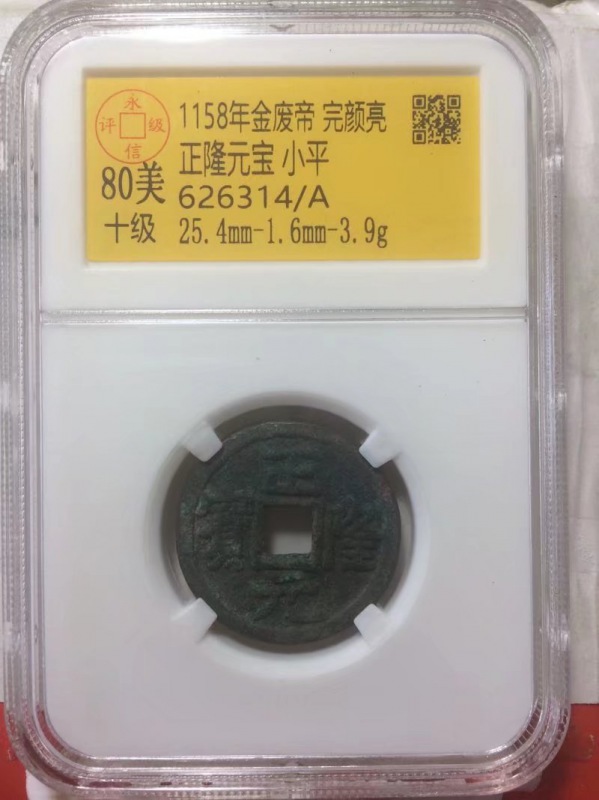 永
评 级
信
1158年金废帝 完颜亮
正隆元宝 小平
80美 626314/A
十级 25.4mm-1.6mm-3.9g
正
隆
元
寳